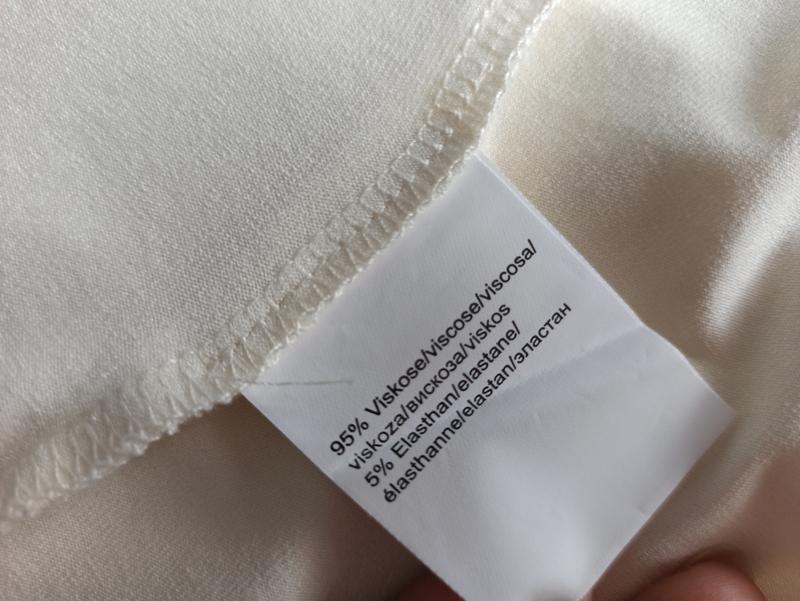 95% Viskose/viscose/viscosa/
viskoza/вискоза/viskos
5% Elasthan/elastane/
élasthanne/elastan/эластан